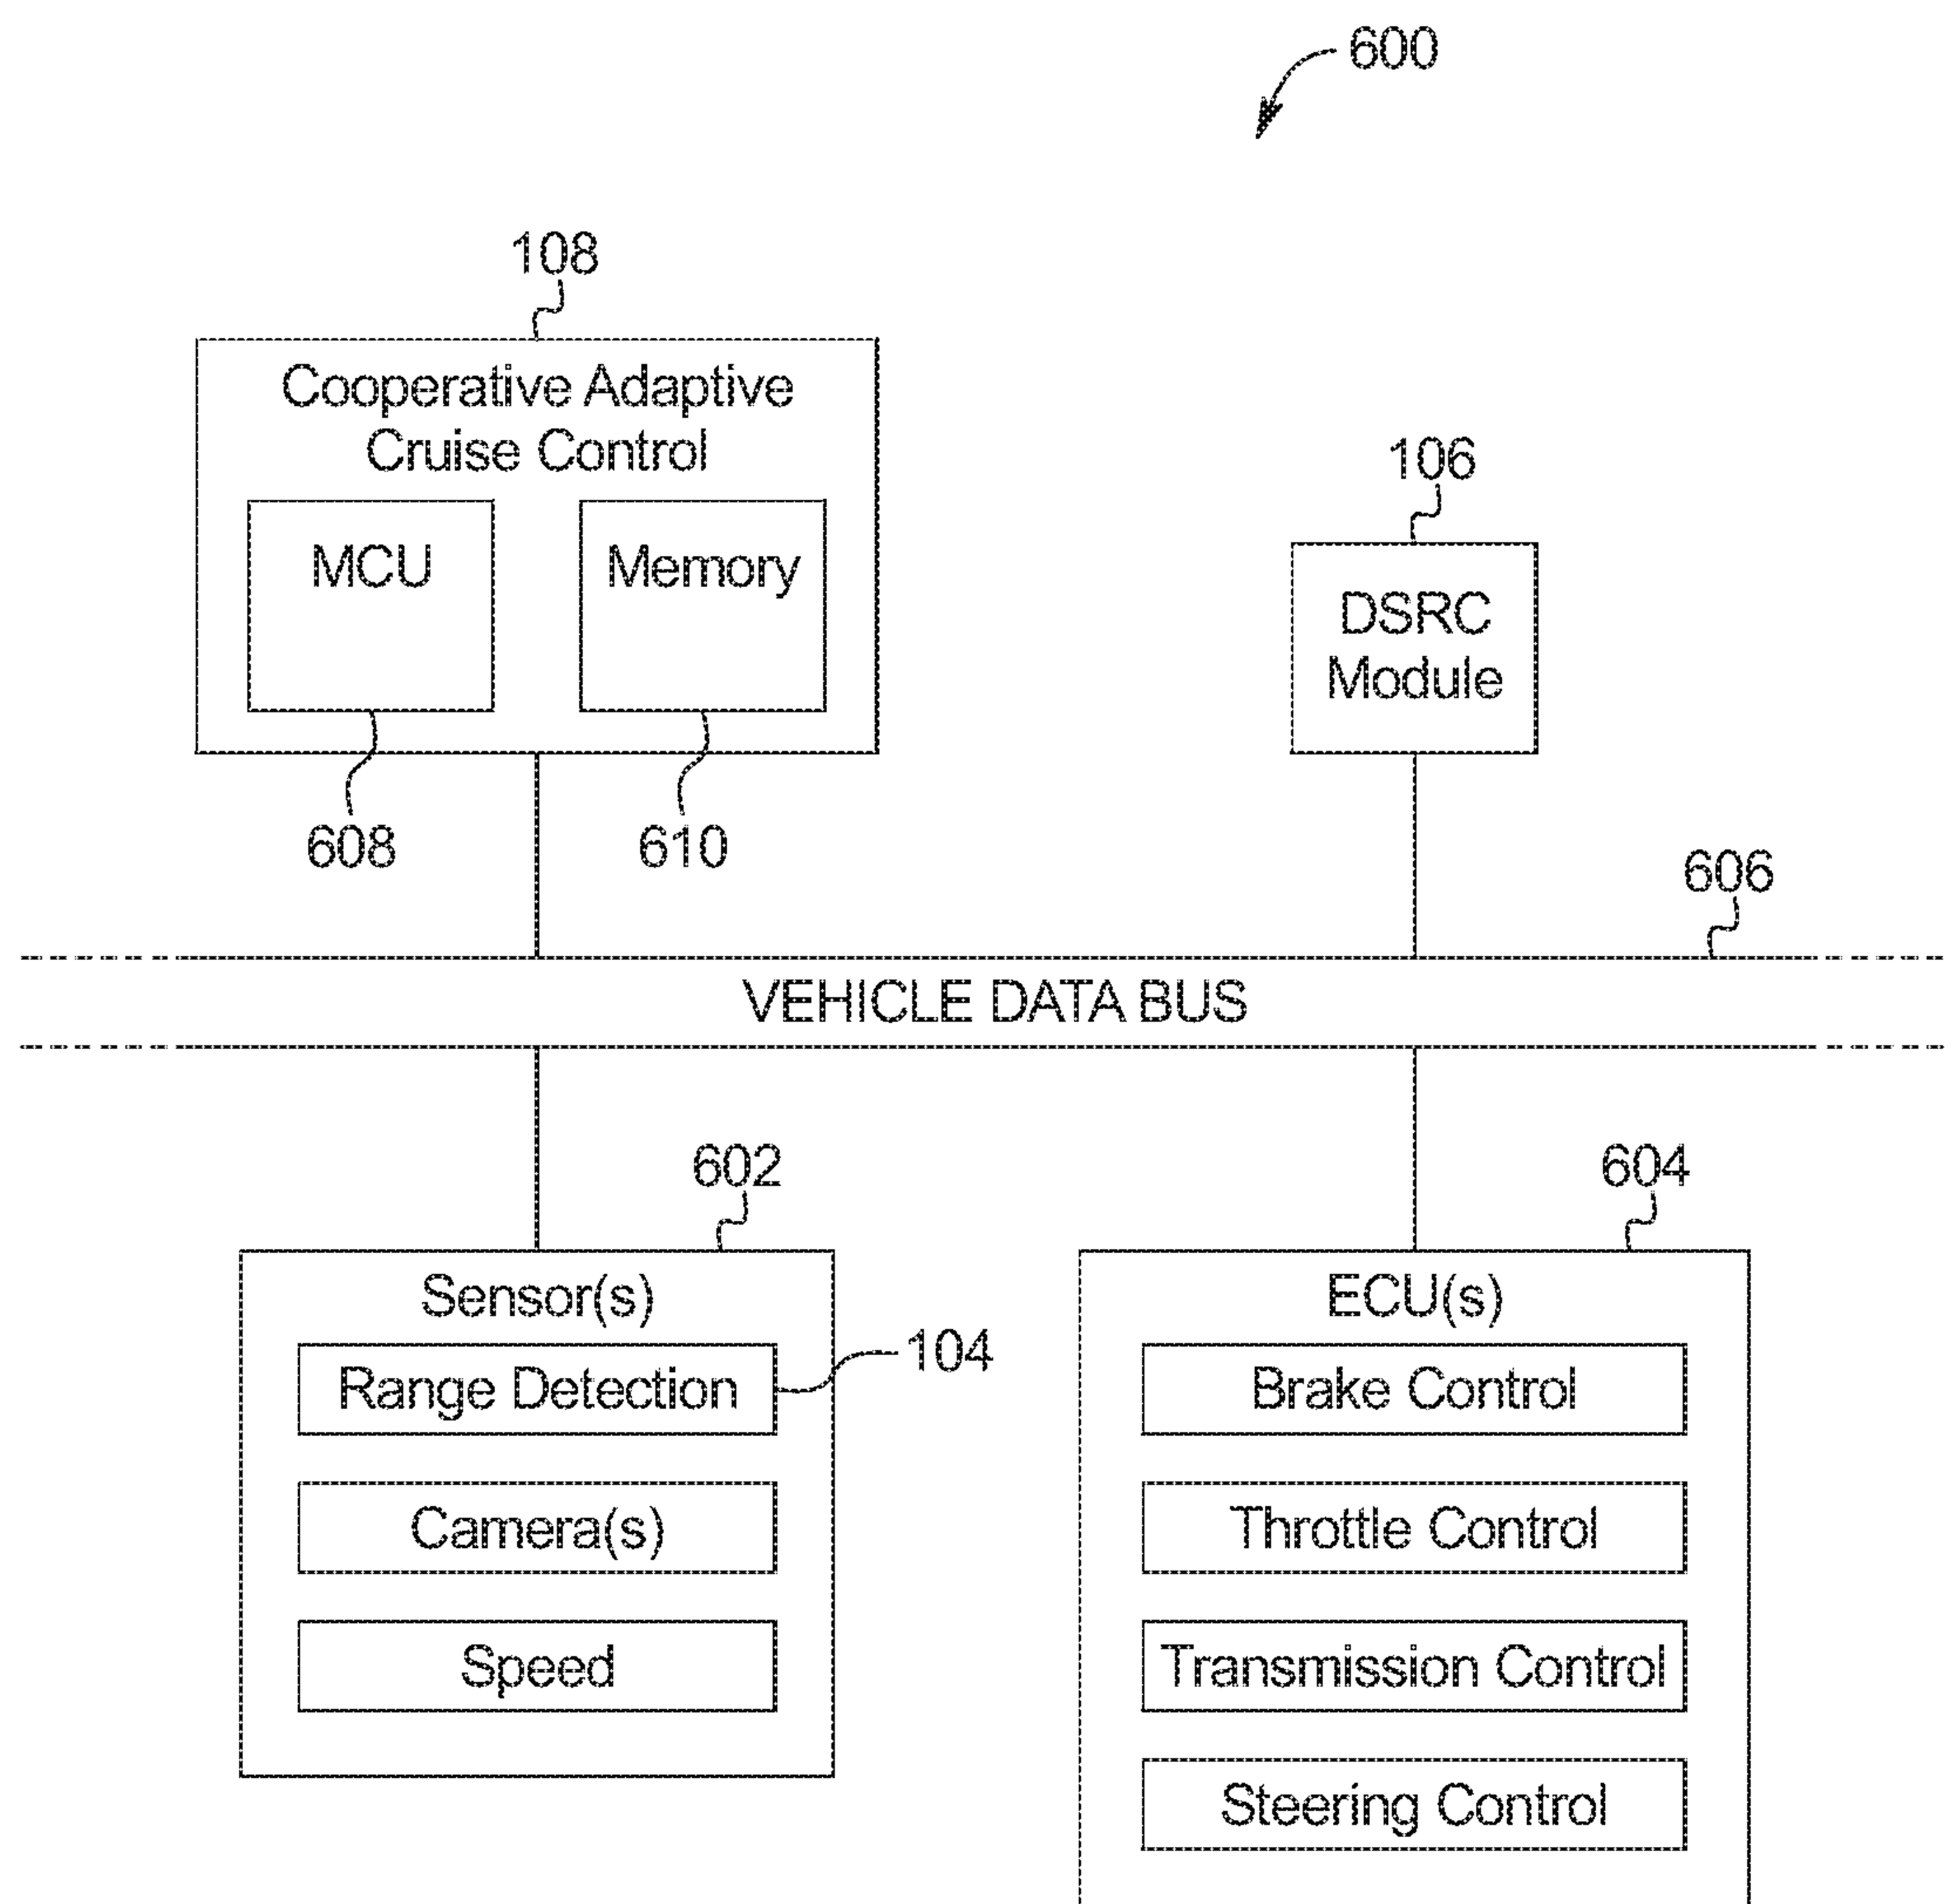 600
108
Cooperative Adaptive
Cruise Control
MCU
Memory
608
610
106
DSRC
Module
606
VEHICLE DATA BUS
602
Sensor(s)
Range Detection
104
Camera(s)
Speed
604
ECU(s)
Brake Control
Throttle Control
Transmission Control
Steering Control